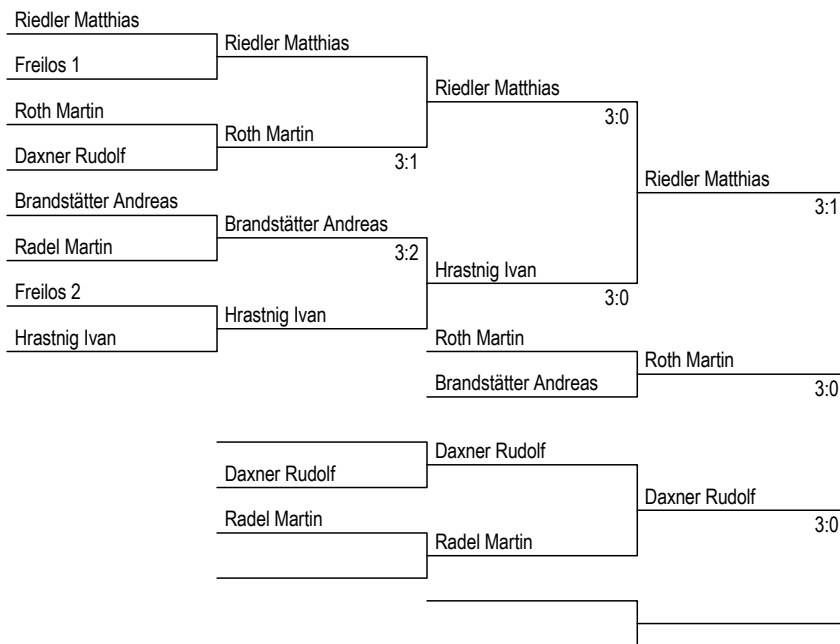 Riedler Matthias
Riedler Matthias
Freilos 1
Riedler Matthias
Roth Martin
3:0
Roth Martin
Daxner Rudolf
3:1
Riedler Matthias
Brandstätter Andreas
3:1
Brandstätter Andreas
Radel Martin
3:2
Hrastnig Ivan
Freilos 2
3:0
Hrastnig Ivan
Hrastnig Ivan
Roth Martin
Roth Martin
Brandstätter Andreas
3:0
Daxner Rudolf
Daxner Rudolf
Daxner Rudolf
Radel Martin
3:0
Radel Martin